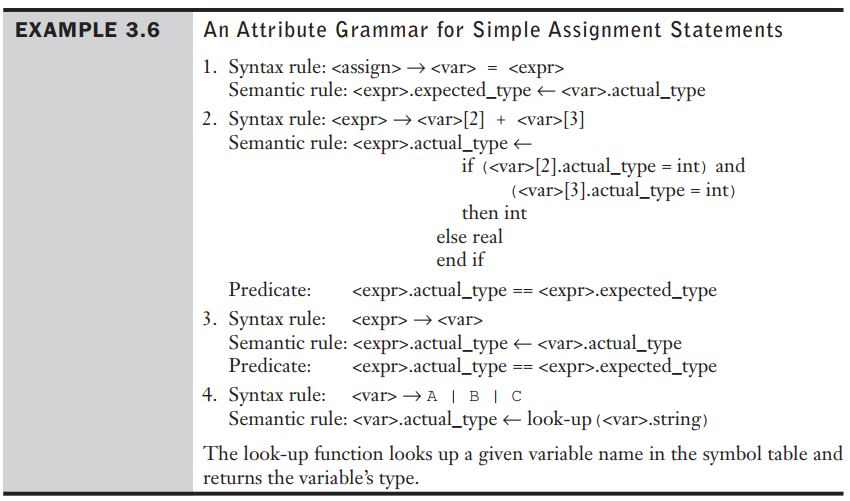 EXAMPLE 3.6 An Attribute Grammar for Simple Assignment Statements
1. Syntax rule: <assign> → <var> = <expr>
Semantic rule: <expr>.expected_type ← <var>.actual_type
2. Syntax rule: <expr> → <var>[2] + <var>[3]
Semantic rule: <expr>.actual_type ←
if (<var>[2].actual_type = int) and
(<var>[3].actual_type = int)
then int
else real
end if
Predicate: <expr>.actual_type == <expr>.expected_type
3. Syntax rule: <expr> → <var>
Semantic rule: <expr>.actual_type ← <var>.actual_type
Predicate: <expr>.actual_type == <expr>.expected_type
4. Syntax rule: <var> → A | B | C
Semantic rule: <var>.actual_type ← look-up (<var>.string)
The look-up function looks up a given variable name in the symbol table and
returns the variable’s type.